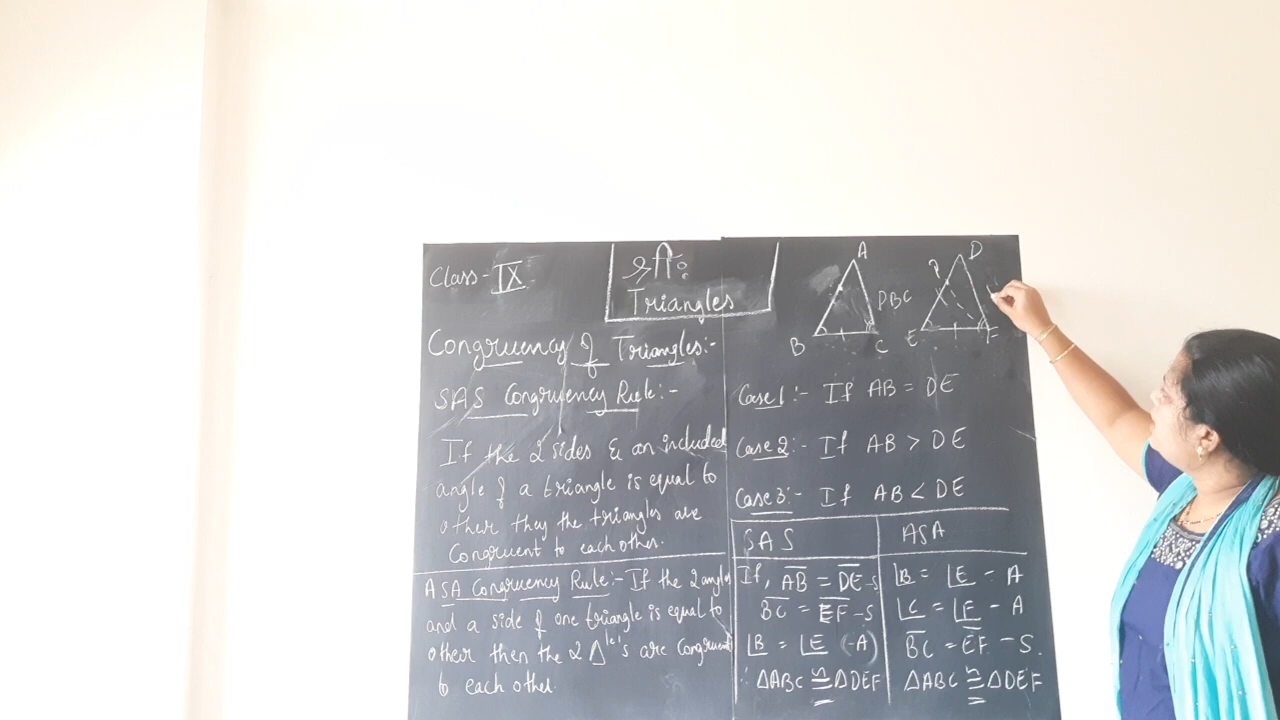 Class - IX
Triangles
Congruency of Triangles:-
SAS Congruency Rule:-
If the 2 sides & an included
angle of a triangle is equal to
other they the triangles are
Congruent to each other.
ASA Congruency Rule:- If the 2 angles
and a side of one triangle is equal to
other then the 2 Δle's are Congruent
to each other.
A
B
C
PBC
P
D
E
F
Case 1:- If AB = DE
Case 2:- If AB > DE
Case 3:- If AB < DE
SAS
If, AB = DE -S
BC = EF -S
∠B = ∠E (-A)
∴ ΔABC ≅ ΔDEF
ASA
∠B = ∠E - A
∠C = ∠F - A
BC = EF - S.
ΔABC ≅ ΔDEF